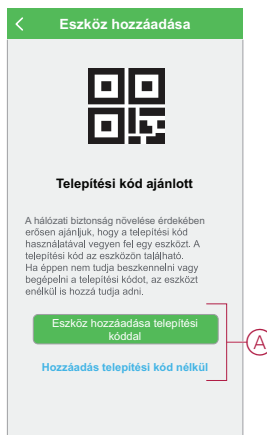 Eszköz hozzáadása
Telepítési kód ajánlott
A hálózati biztonság növelése érdekében
erősen ajánljuk, hogy a telepítési kód
használatával vegyen fel egy eszközt. A
telepítési kód az eszközön található.
Ha éppen nem tudja beszkennelni vagy
begépelni a telepítési kódot, az eszközt
enélkül is hozzá tudja adni.
Eszköz hozzáadása telepítési
kóddal
A
Hozzáadás telepítési kód nélkül